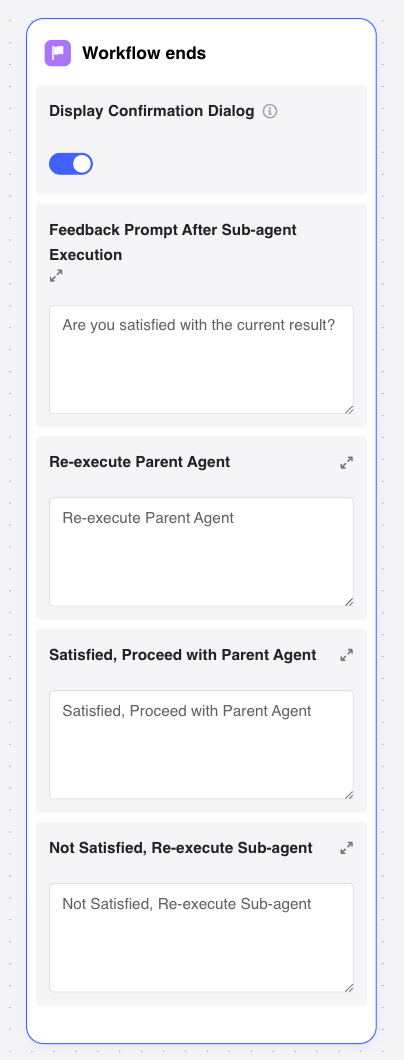 Workflow ends
Display Confirmation Dialog
Feedback Prompt After Sub-agent
Execution
Are you satisfied with the current result?
Re-execute Parent Agent
Re-execute Parent Agent
Satisfied, Proceed with Parent Agent
Satisfied, Proceed with Parent Agent
Not Satisfied, Re-execute Sub-agent
Not Satisfied, Re-execute Sub-agent